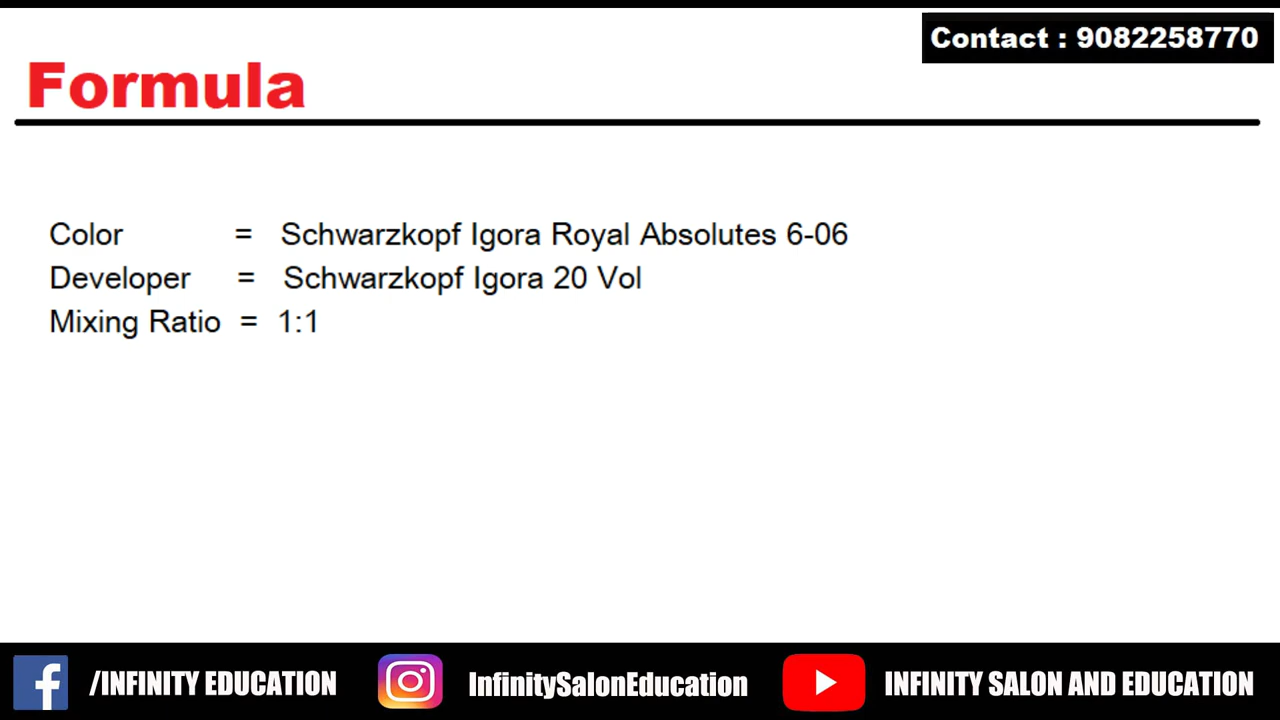 Contact : 9082258770
Formula
Color = Schwarzkopf Igora Royal Absolutes 6-06
Developer = Schwarzkopf Igora 20 Vol
Mixing Ratio = 1:1
/INFINITY EDUCATION
InfinitySalonEducation
INFINITY SALON AND EDUCATION